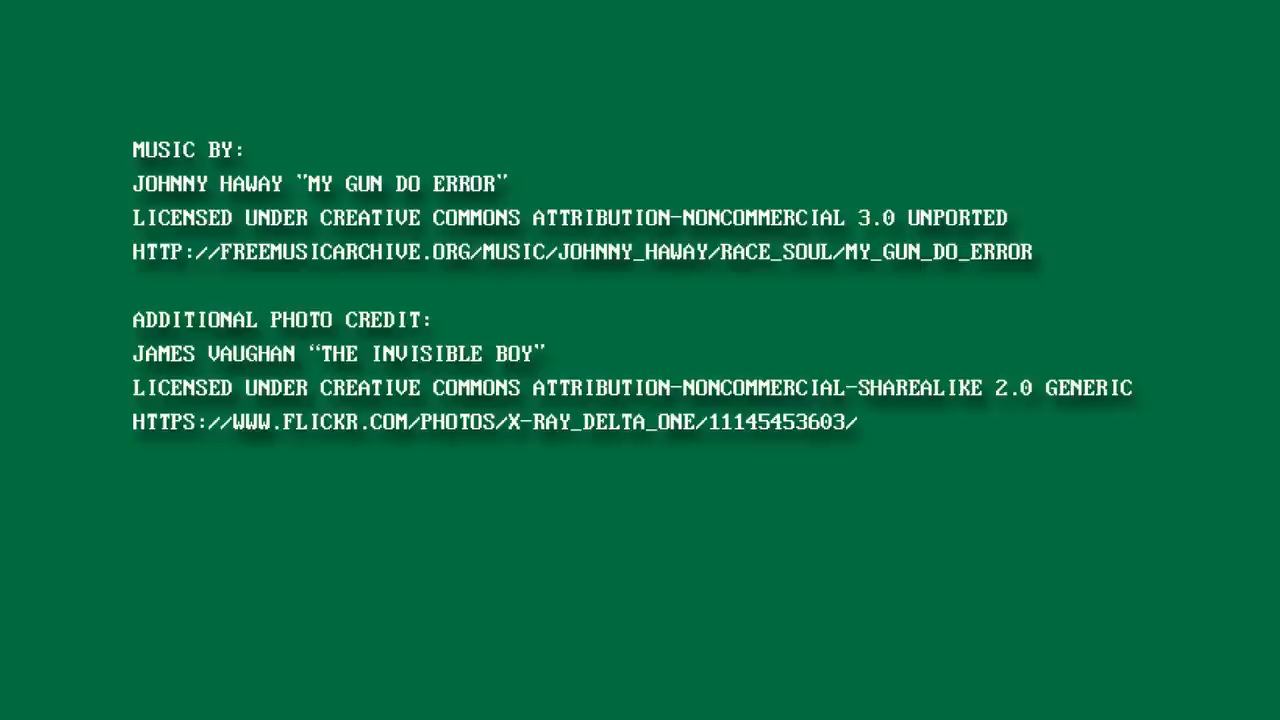 MUSIC BY:
JOHNNY HAWAY "MY GUN DO ERROR"
LICENSED UNDER CREATIVE COMMONS ATTRIBUTION-NONCOMMERCIAL 3.0 UNPORTED
HTTP://FREEMUSICARCHIVE.ORG/MUSIC/JOHNNY_HAWAY/RACE_SOUL/MY_GUN_DO_ERROR
ADDITIONAL PHOTO CREDIT:
JAMES VAUGHAN “THE INVISIBLE BOY”
LICENSED UNDER CREATIVE COMMONS ATTRIBUTION-NONCOMMERCIAL-SHAREALIKE 2.0 GENERIC
HTTPS://WWW.FLICKR.COM/PHOTOS/X-RAY_DELTA_ONE/11145453603/